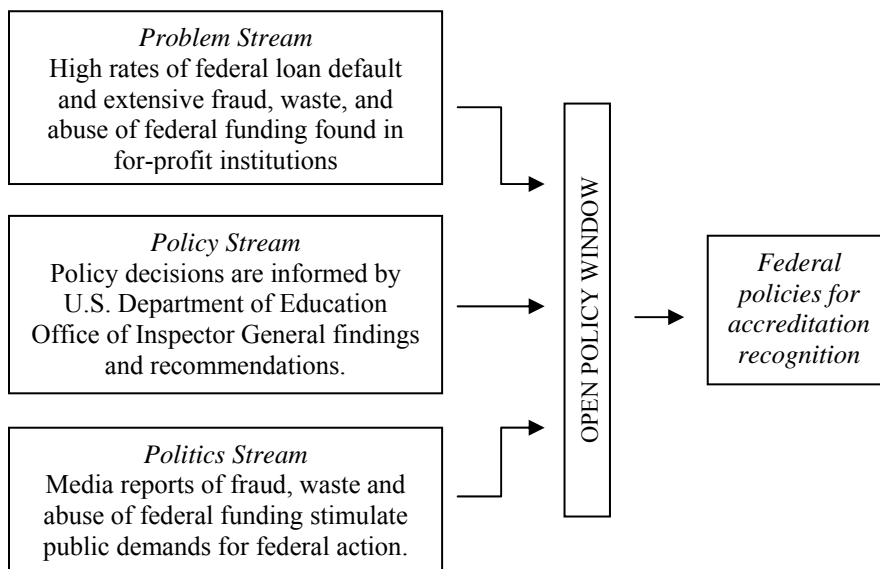 Problem Stream
High rates of federal loan default
and extensive fraud, waste, and
abuse of federal funding found in
for-profit institutions
Policy Stream
Policy decisions are informed by
U.S. Department of Education
Office of Inspector General findings
and recommendations.
Politics Stream
Media reports of fraud, waste and
abuse of federal funding stimulate
public demands for federal action.
OPEN POLICY WINDOW
Federal
policies for
accreditation
recognition